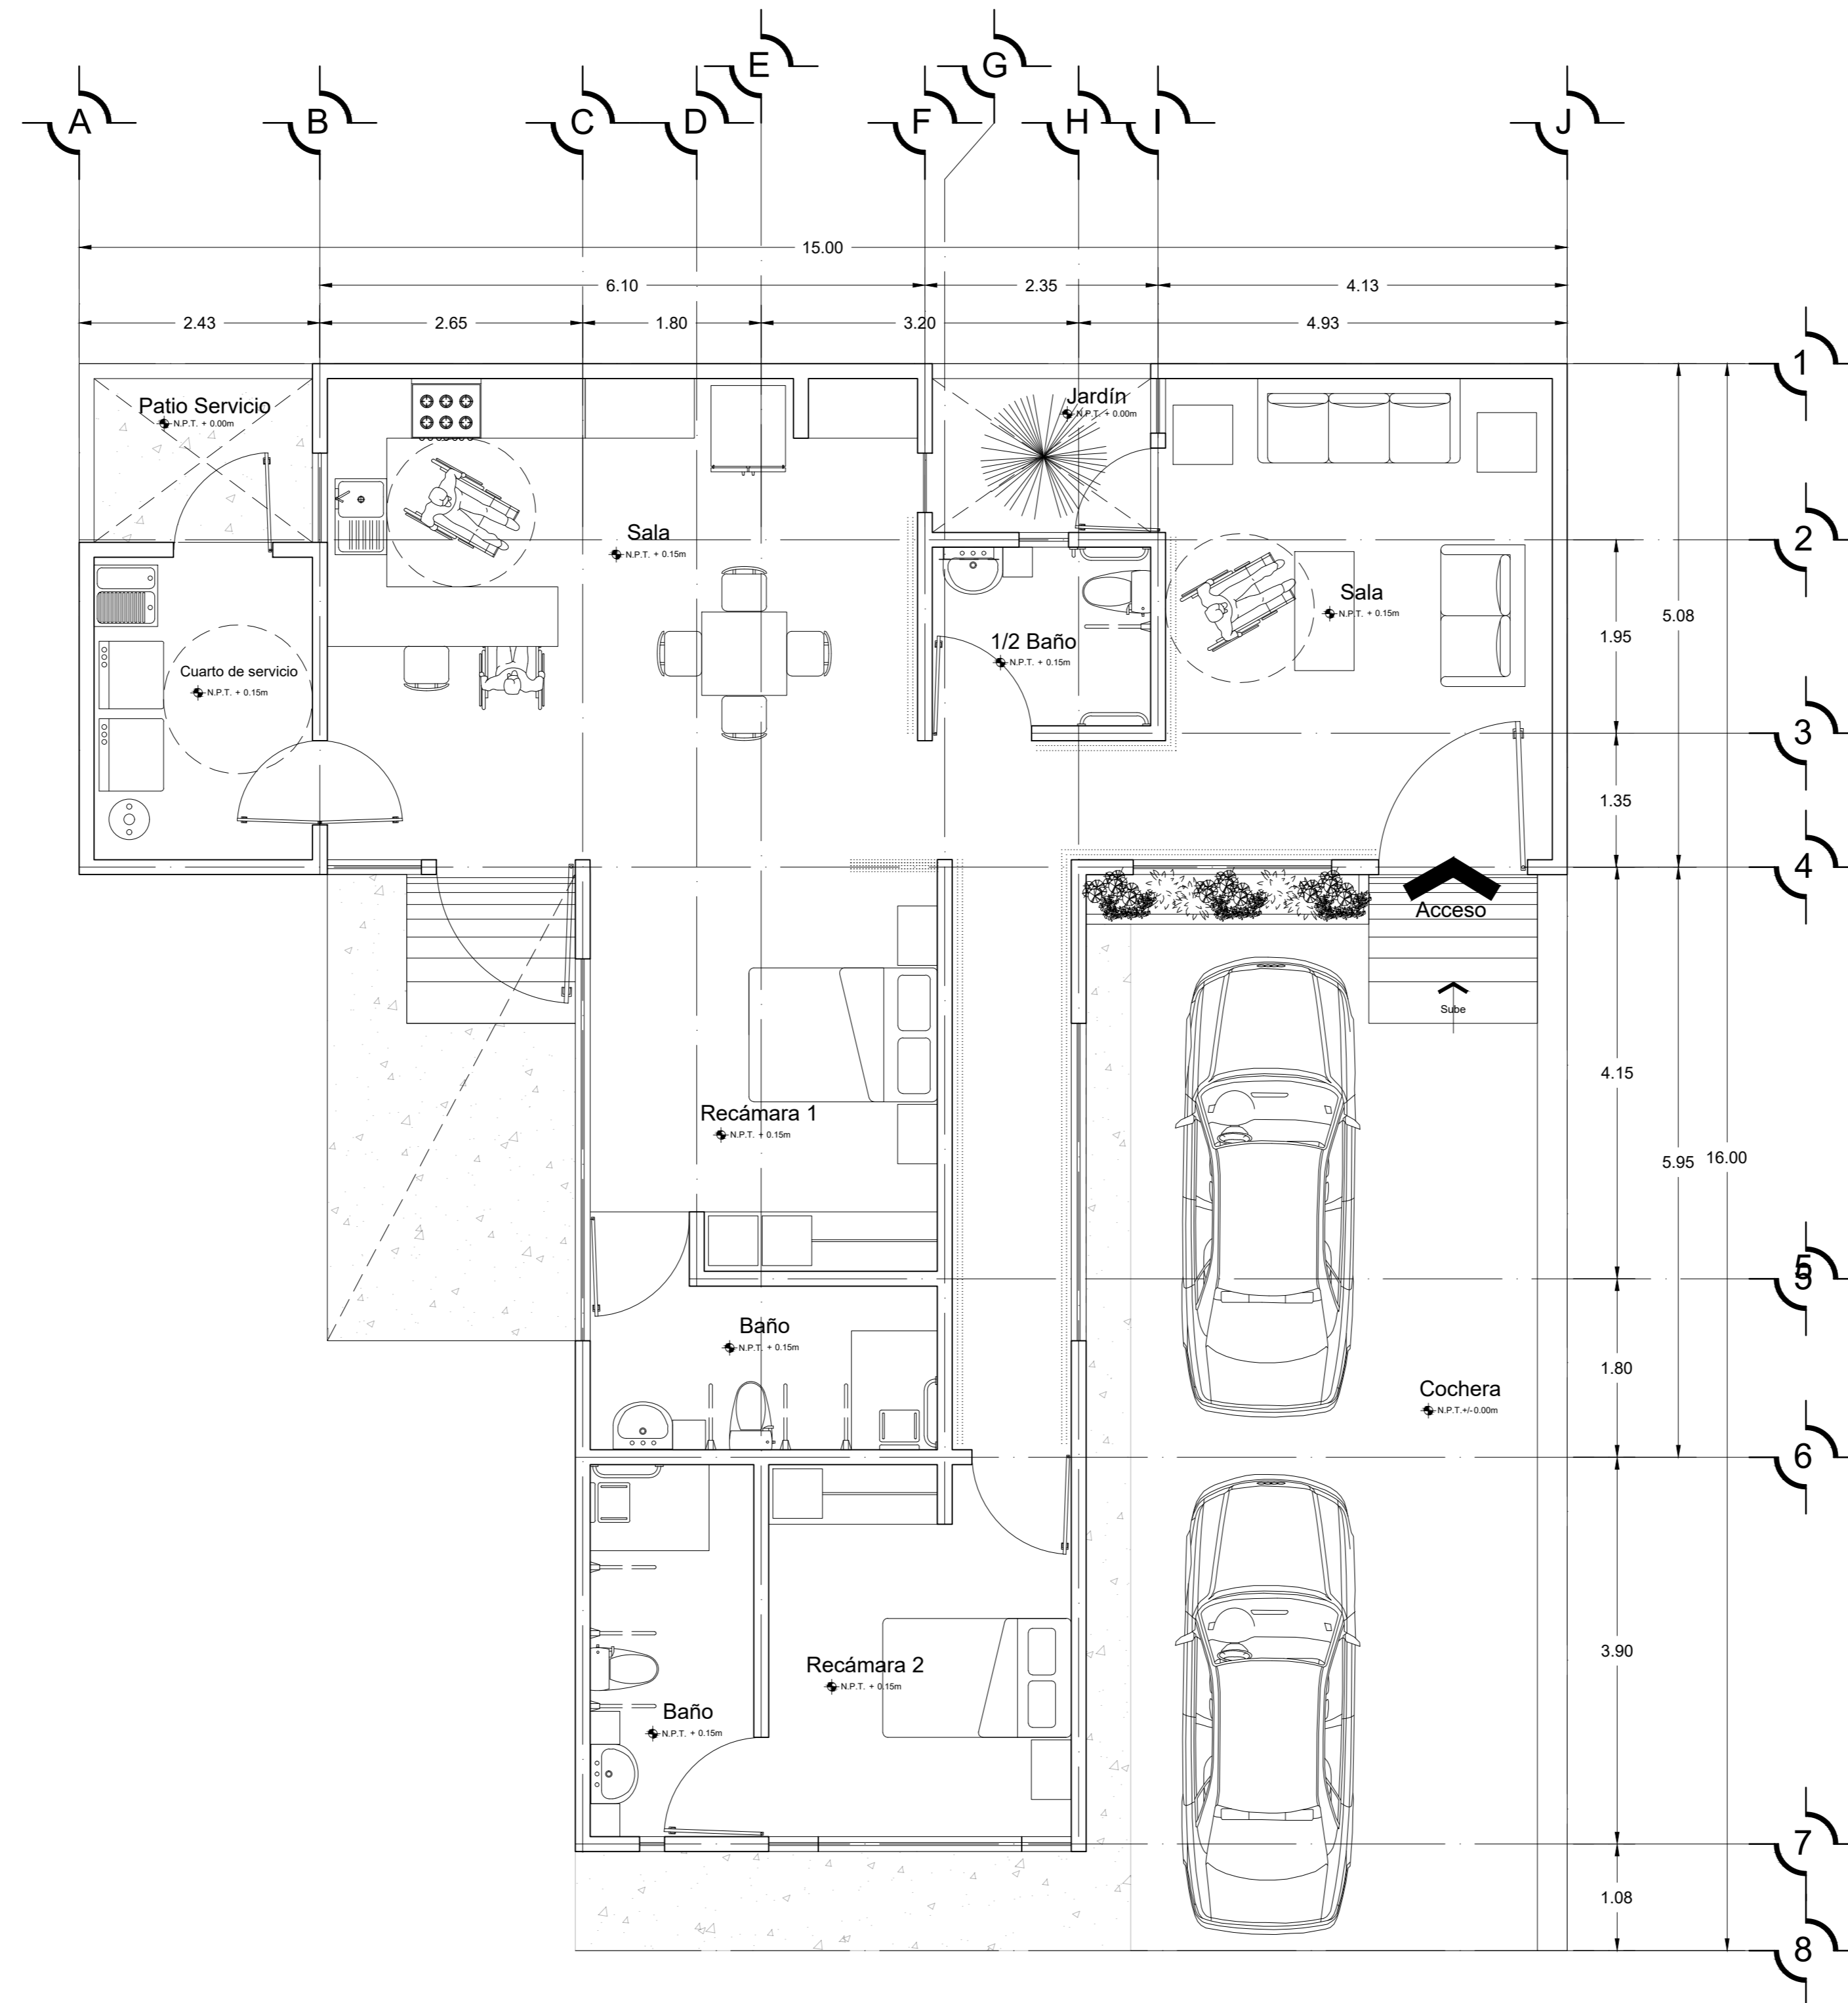 E
G
A
B
C
D
F
H
I
J
15.00
6.10
2.35
4.13
2.43
2.65
1.80
3.20
4.93
1
Patio Servicio
N.P.T. + 0.00m
Jardín
N.P.T. + 0.00m
2
Sala
N.P.T. + 0.15m
Sala
N.P.T. + 0.15m
5.08
1.95
1/2 Baño
N.P.T. + 0.15m
Cuarto de servicio
N.P.T. + 0.15m
3
1.35
4
Acceso
Sube
4.15
Recámara 1
N.P.T. + 0.15m
5.95
16.00
5
Baño
N.P.T. + 0.15m
1.80
Cochera
N.P.T.+/-0.00m
6
3.90
Recámara 2
N.P.T. + 0.15m
Baño
N.P.T. + 0.15m
7
1.08
8